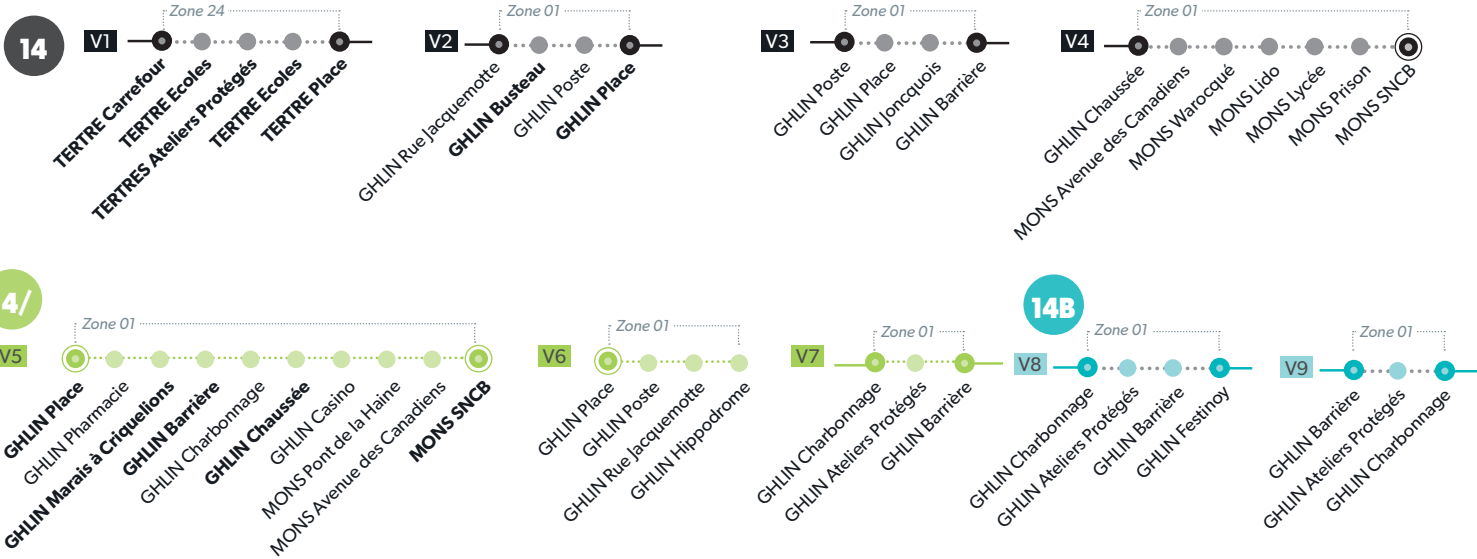 14
V1
Zone 24
TERTRE Carrefour
TERTRE Ecoles
TERTRES Ateliers Protégés
TERTRE Ecoles
TERTRE Place
V2
Zone 01
GHLIN Rue Jacquemotte
GHLIN Busteau
GHLIN Poste
GHLIN Place
V3
Zone 01
GHLIN Poste
GHLIN Place
GHLIN Joncquois
GHLIN Barrière
V4
Zone 01
GHLIN Chaussée
MONS Avenue des Canadiens
MONS Warocqué
MONS Lido
MONS Lycée
MONS Prison
MONS SNCB
4/
V5
Zone 01
GHLIN Place
GHLIN Pharmacie
GHLIN Marais à Criquelions
GHLIN Barrière
GHLIN Charbonnage
GHLIN Chaussée
GHLIN Casino
MONS Pont de la Haine
MONS Avenue des Canadiens
MONS SNCB
V6
Zone 01
GHLIN Place
GHLIN Poste
GHLIN Rue Jacquemotte
GHLIN Hippodrome
V7
Zone 01
GHLIN Charbonnage
GHLIN Ateliers Protégés
GHLIN Barrière
14B
V8
Zone 01
GHLIN Charbonnage
GHLIN Ateliers Protégés
GHLIN Barrière
GHLIN Festinoy
V9
Zone 01
GHLIN Barrière
GHLIN Ateliers Protégés
GHLIN Charbonnage